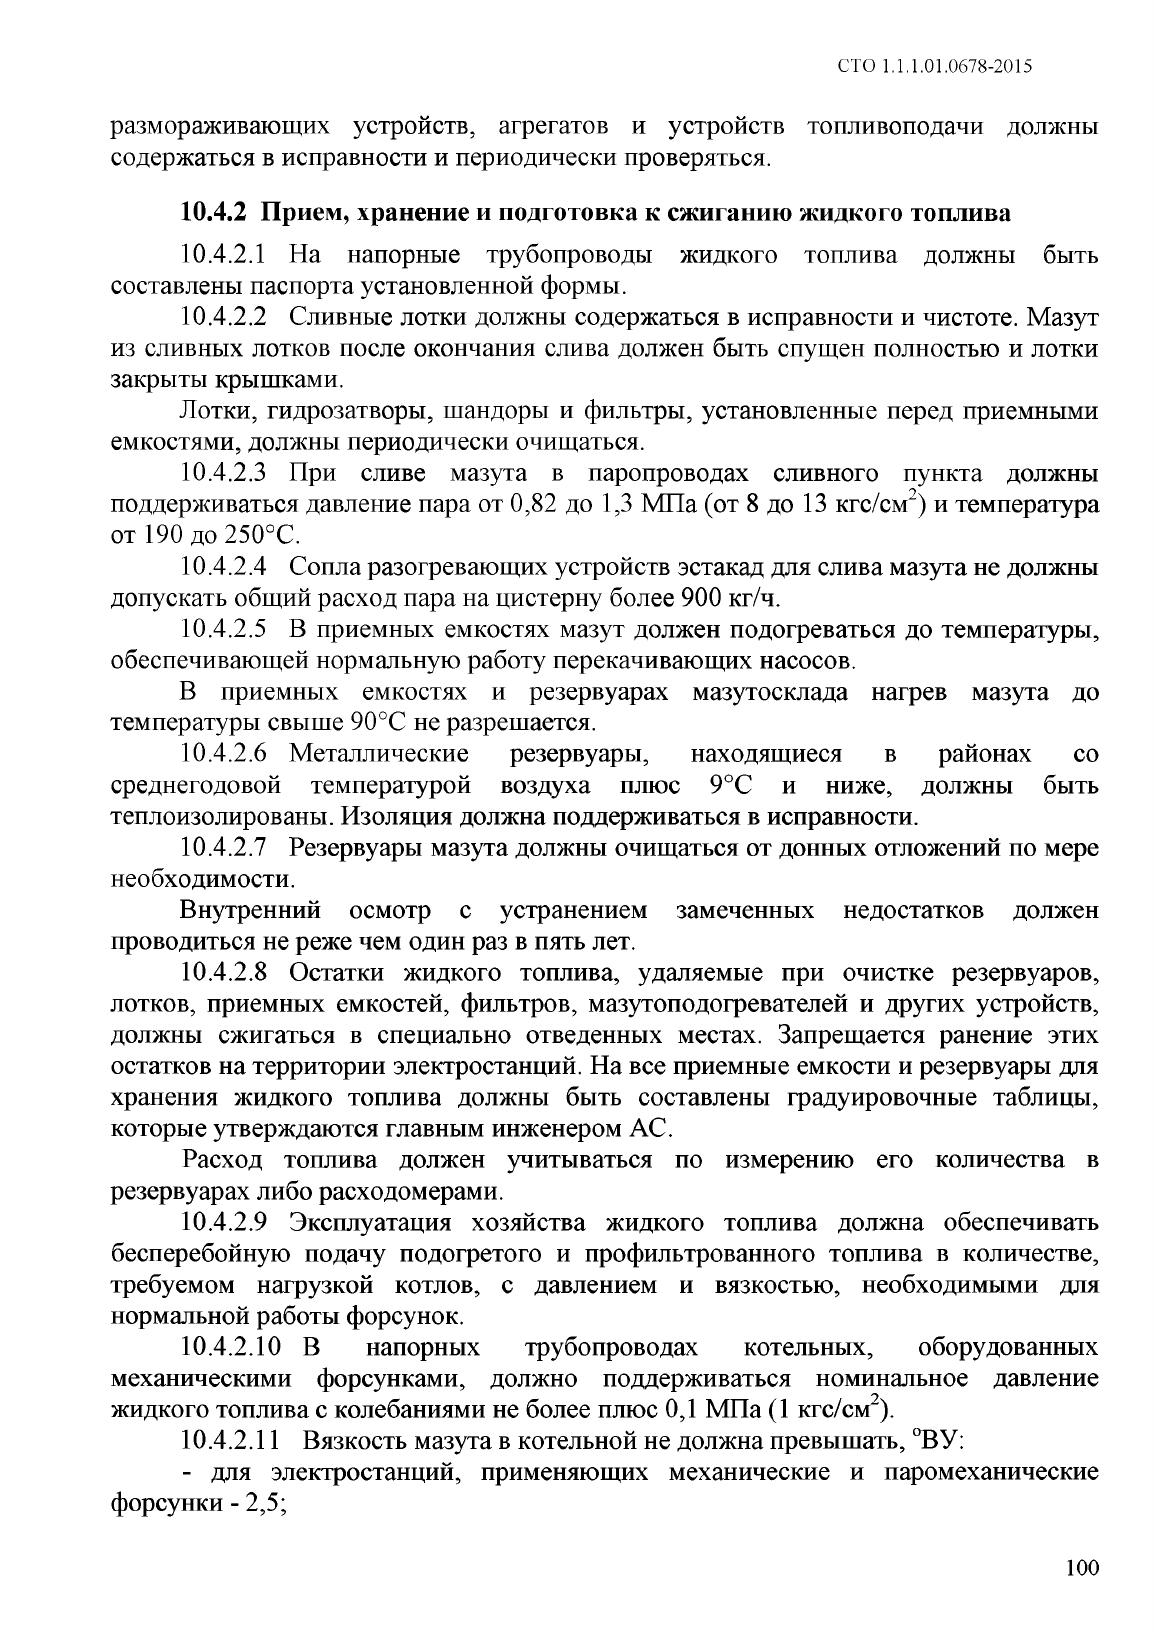 СТО 1.1.1.01.0678-2015
размораживающих устройств, агрегатов и устройств топливоподачи должны
содержаться в исправности и периодически проверяться.
10.4.2 Прием, хранение и подготовка к сжиганию жидкого топлива
10.4.2.1 На напорные трубопроводы жидкого топлива должны быть
составлены паспорта установленной формы.
10.4.2.2 Сливные лотки должны содержаться в исправности и чистоте. Мазут
из сливных лотков после окончания слива должен быть спущен полностью и лотки
закрыты крышками.
Лотки, гидрозатворы, шандоры и фильтры, установленные перед приемными
емкостями, должны периодически очищаться.
10.4.2.3 При сливе мазута в паропроводах сливного пункта должны
поддерживаться давление пара от 0,82 до 1,3 МПа (от 8 до 13 кгс/см²) и температура
от 190 до 250°С.
10.4.2.4 Сопла разогревающих устройств эстакад для слива мазута не должны
допускать общий расход пара на цистерну более 900 кг/ч.
10.4.2.5 В приемных емкостях мазут должен подогреваться до температуры,
обеспечивающей нормальную работу перекачивающих насосов.
В приемных емкостях и резервуарах мазутосклада нагрев мазута до
температуры свыше 90°С не разрешается.
10.4.2.6 Металлические резервуары, находящиеся в районах со
среднегодовой температурой воздуха плюс 9°С и ниже, должны быть
теплоизолированы. Изоляция должна поддерживаться в исправности.
10.4.2.7 Резервуары мазута должны очищаться от донных отложений по мере
необходимости.
Внутренний осмотр с устранением замеченных недостатков должен
проводиться не реже чем один раз в пять лет.
10.4.2.8 Остатки жидкого топлива, удаляемые при очистке резервуаров,
лотков, приемных емкостей, фильтров, мазутоподогревателей и других устройств,
должны сжигаться в специально отведенных местах. Запрещается ранение этих
остатков на территории электростанций. На все приемные емкости и резервуары для
хранения жидкого топлива должны быть составлены градуировочные таблицы,
которые утверждаются главным инженером АС.
Расход топлива должен учитываться по измерению его количества в
резервуарах либо расходомерами.
10.4.2.9 Эксплуатация хозяйства жидкого топлива должна обеспечивать
бесперебойную подачу подогретого и профильтрованного топлива в количестве,
требуемом нагрузкой котлов, с давлением и вязкостью, необходимыми для
нормальной работы форсунок.
10.4.2.10 В напорных трубопроводах котельных, оборудованных
механическими форсунками, должно поддерживаться номинальное давление
жидкого топлива с колебаниями не более плюс 0,1 МПа (1 кгс/см²).
10.4.2.11 Вязкость мазута в котельной не должна превышать, °ВУ:
- для электростанций, применяющих механические и паромеханические
форсунки - 2,5;
100